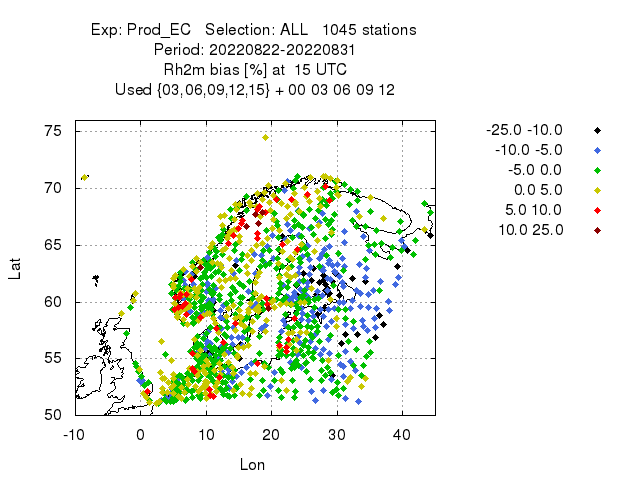 Exp: Prod_EC   Selection: ALL   1045 stations
Period: 20220822-20220831
Rh2m bias [%] at  15 UTC
Used {03,06,09,12,15} + 00 03 06 09 12
75
70
65
60
55
50
-10 0 10 20 30 40
Lat
Lon
-25.0 -10.0
-10.0 -5.0
-5.0 0.0
0.0 5.0
5.0 10.0
10.0 25.0